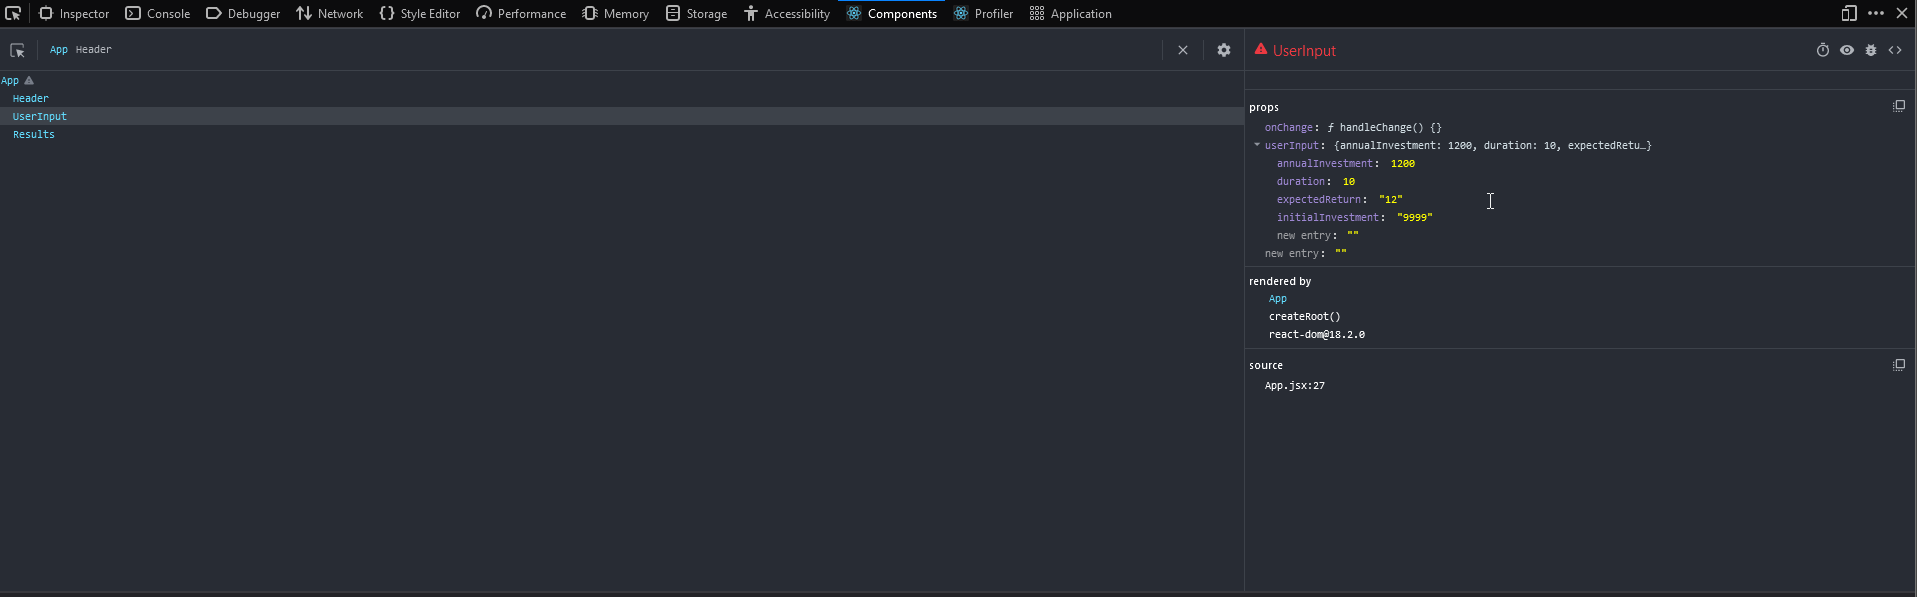 Inspector Console Debugger Network {} Style Editor Performance Memory Storage Accessibility Components Profiler Application
App Header
UserInput
App
Header
UserInput
Results
props
onChange: ƒ handleChange() {}
userInput: {annualInvestment: 1200, duration: 10, expectedRetu…}
annualInvestment: 1200
duration: 10
expectedReturn: "12"
initialInvestment: "9999"
new entry: ""
new entry: ""
rendered by
App
createRoot()
react-dom@18.2.0
source
App.jsx:27